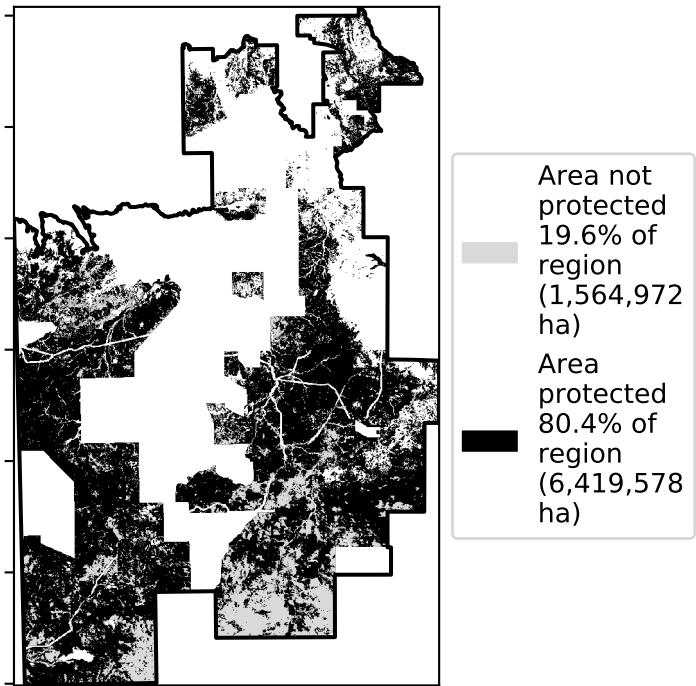 Area not
protected
19.6% of
region
(1,564,972
ha)
Area
protected
80.4% of
region
(6,419,578
ha)